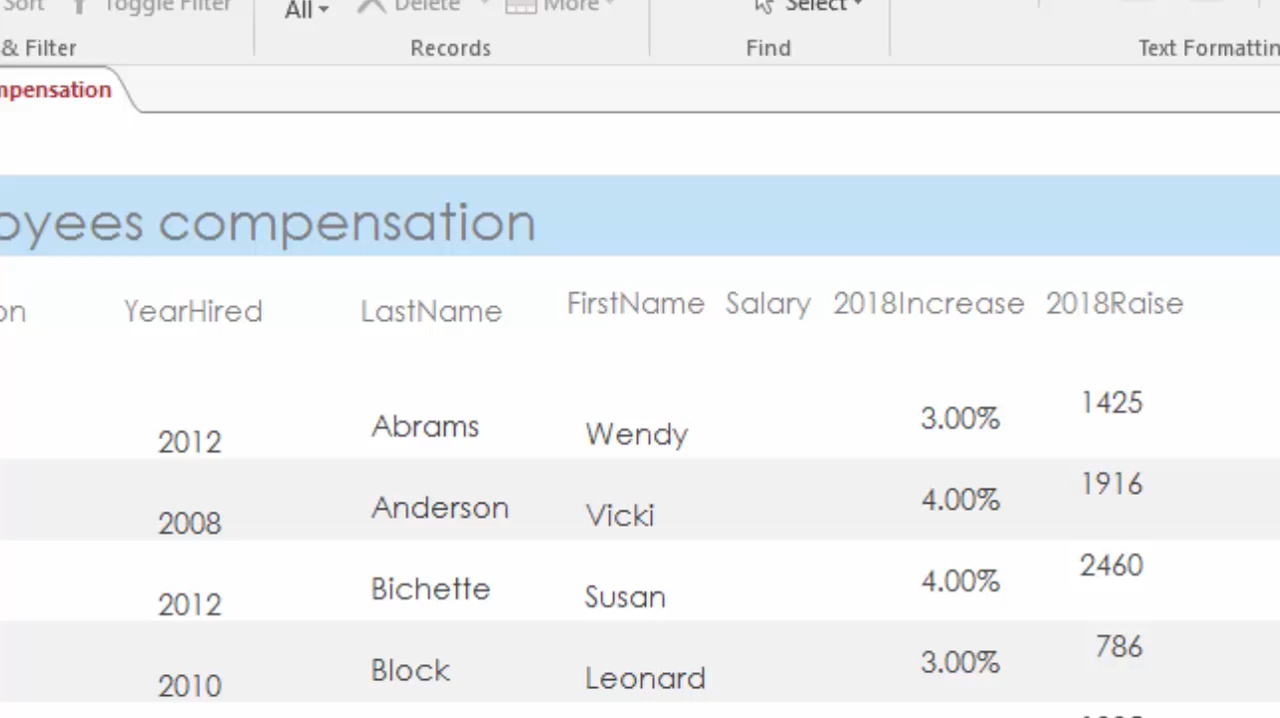 Sort Toggle Filter All Delete More Select
& Filter Records Find Text Formattin
mpensation
oyees compensation
on YearHired LastName FirstName Salary 2018Increase 2018Raise
2012 Abrams Wendy 3.00% 1425
2008 Anderson Vicki 4.00% 1916
2012 Bichette Susan 4.00% 2460
2010 Block Leonard 3.00% 786